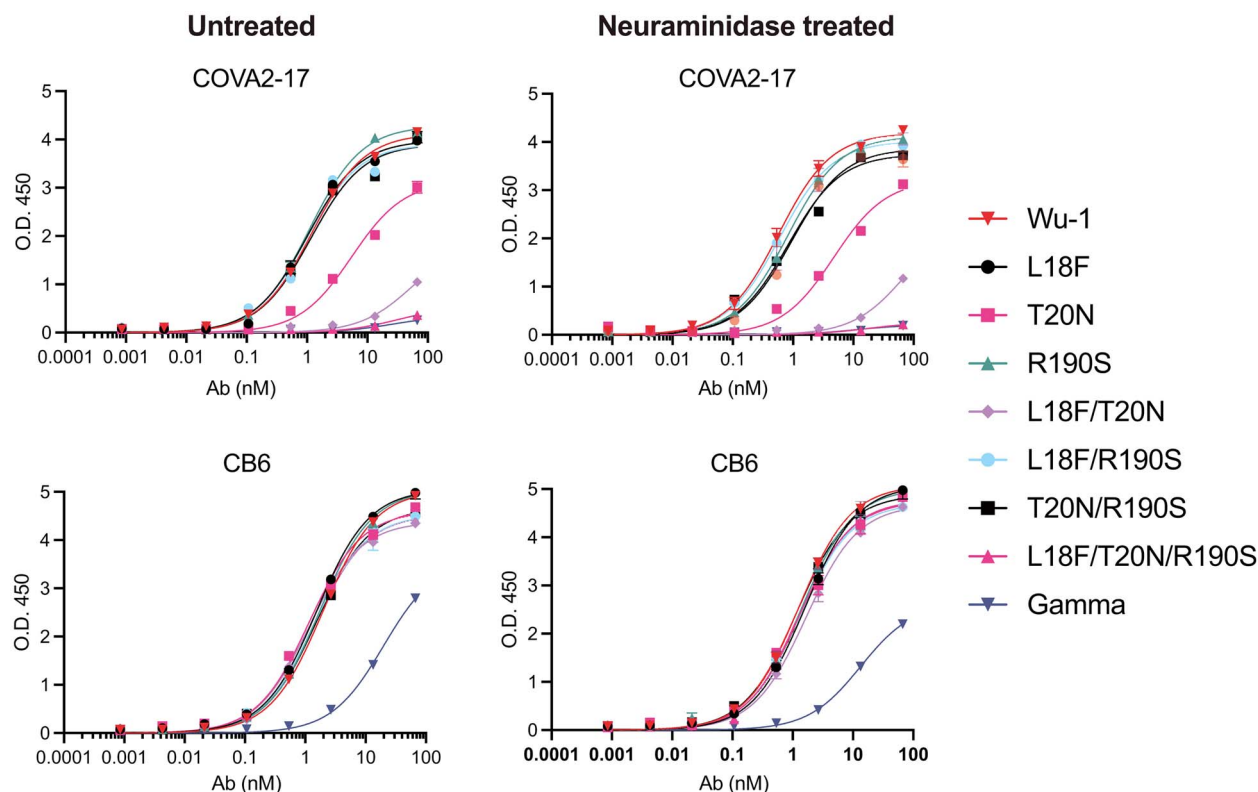 Untreated
Neuraminidase treated
COVA2-17
COVA2-17
5
4
3
2
1
0
O.D. 450
0.0001 0.001 0.01 0.1 1 10 100
Ab (nM)
5
4
3
2
1
0
O.D. 450
0.0001 0.001 0.01 0.1 1 10 100
Ab (nM)
CB6
CB6
5
4
3
2
1
0
O.D. 450
0.0001 0.001 0.01 0.1 1 10 100
Ab (nM)
5
4
3
2
1
0
O.D. 450
0.0001 0.001 0.01 0.1 1 10 100
Ab (nM)
Wu-1
L18F
T20N
R190S
L18F/T20N
L18F/R190S
T20N/R190S
L18F/T20N/R190S
Gamma